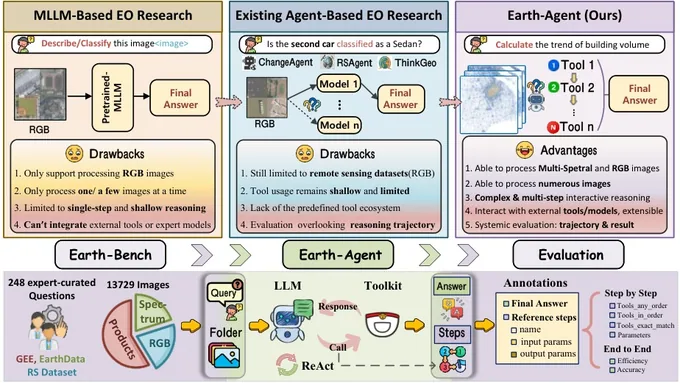 MLLM-Based EO Research
Describe/Classify this image<image>
RGB
Pretrained-
MLLM
Final
Answer
Drawbacks
1. Only support processing RGB images
2. Only process one/ a few images at a time
3. Limited to single-step and shallow reasoning
4. Can't integrate external tools or expert models
Existing Agent-Based EO Research
Is the second car classified as a Sedan?
ChangeAgent RSAgent ThinkGeo
RGB
Model 1
Model n
Final
Answer
Drawbacks
1. Still limited to remote sensing datasets(RGB)
2. Tool usage remains shallow and limited
3. Lack of the predefined tool ecosystem
4. Evaluation overlooking reasoning trajectory
Earth-Agent (Ours)
Calculate the trend of building volume
1 Tool 1
2 Tool 2
N Tool n
Final
Answer
Advantages
1. Able to process Multi-Spetral and RGB images
2. Able to process numerous images
3. Complex & multi-step interactive reasoning
4. Interact with external tools/models, extensible
5. Systemic evaluation: trajectory & result
Earth-Bench
Earth-Agent
Evaluation
248 expert-curated
Questions
GEE, EarthData
RS Dataset
13729 Images
Spec-
trum
RGB
Products
Query
Folder
LLM
Toolkit
Response
Call
ReAct
Answer
Steps
Annotations
Final Answer
Reference steps
name
input params
output params
Step by Step
Tools_any_order
Tools_in_order
Tools_exact_match
Parameters
End to End
Efficiency
Accuracy